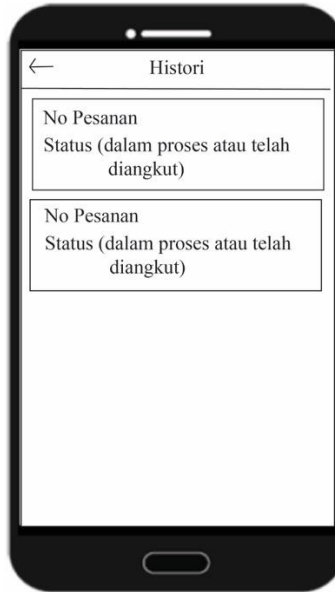 Histori
No Pesanan
Status (dalam proses atau telah
diangkut)
No Pesanan
Status (dalam proses atau telah
diangkut)